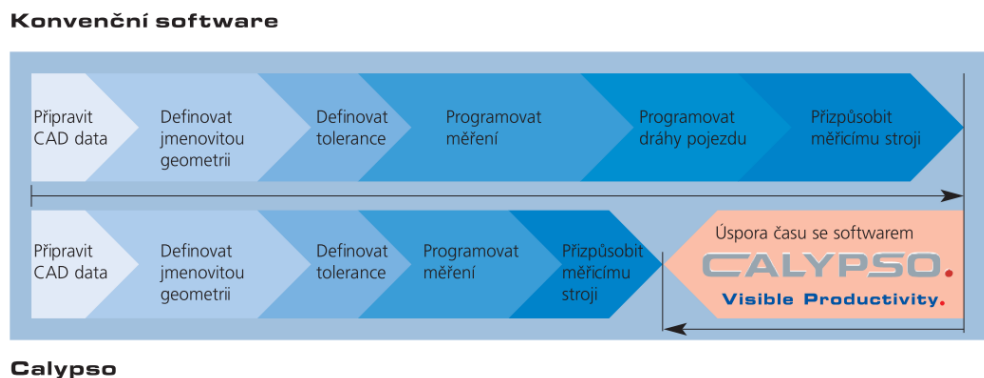 Konvenční software
Připravit
CAD data
Definovat
jmenovitou
geometrii
Definovat
tolerance
Programovat
měření
Programovat
dráhy pojezdu
Přizpůsobit
měřicímu stroji
Připravit
CAD data
Definovat
jmenovitou
geometrii
Definovat
tolerance
Programovat
měření
Přizpůsobit
měřicímu
stroji
Úspora času se softwarem
CALYPSO.
Visible Productivity.
Calypso